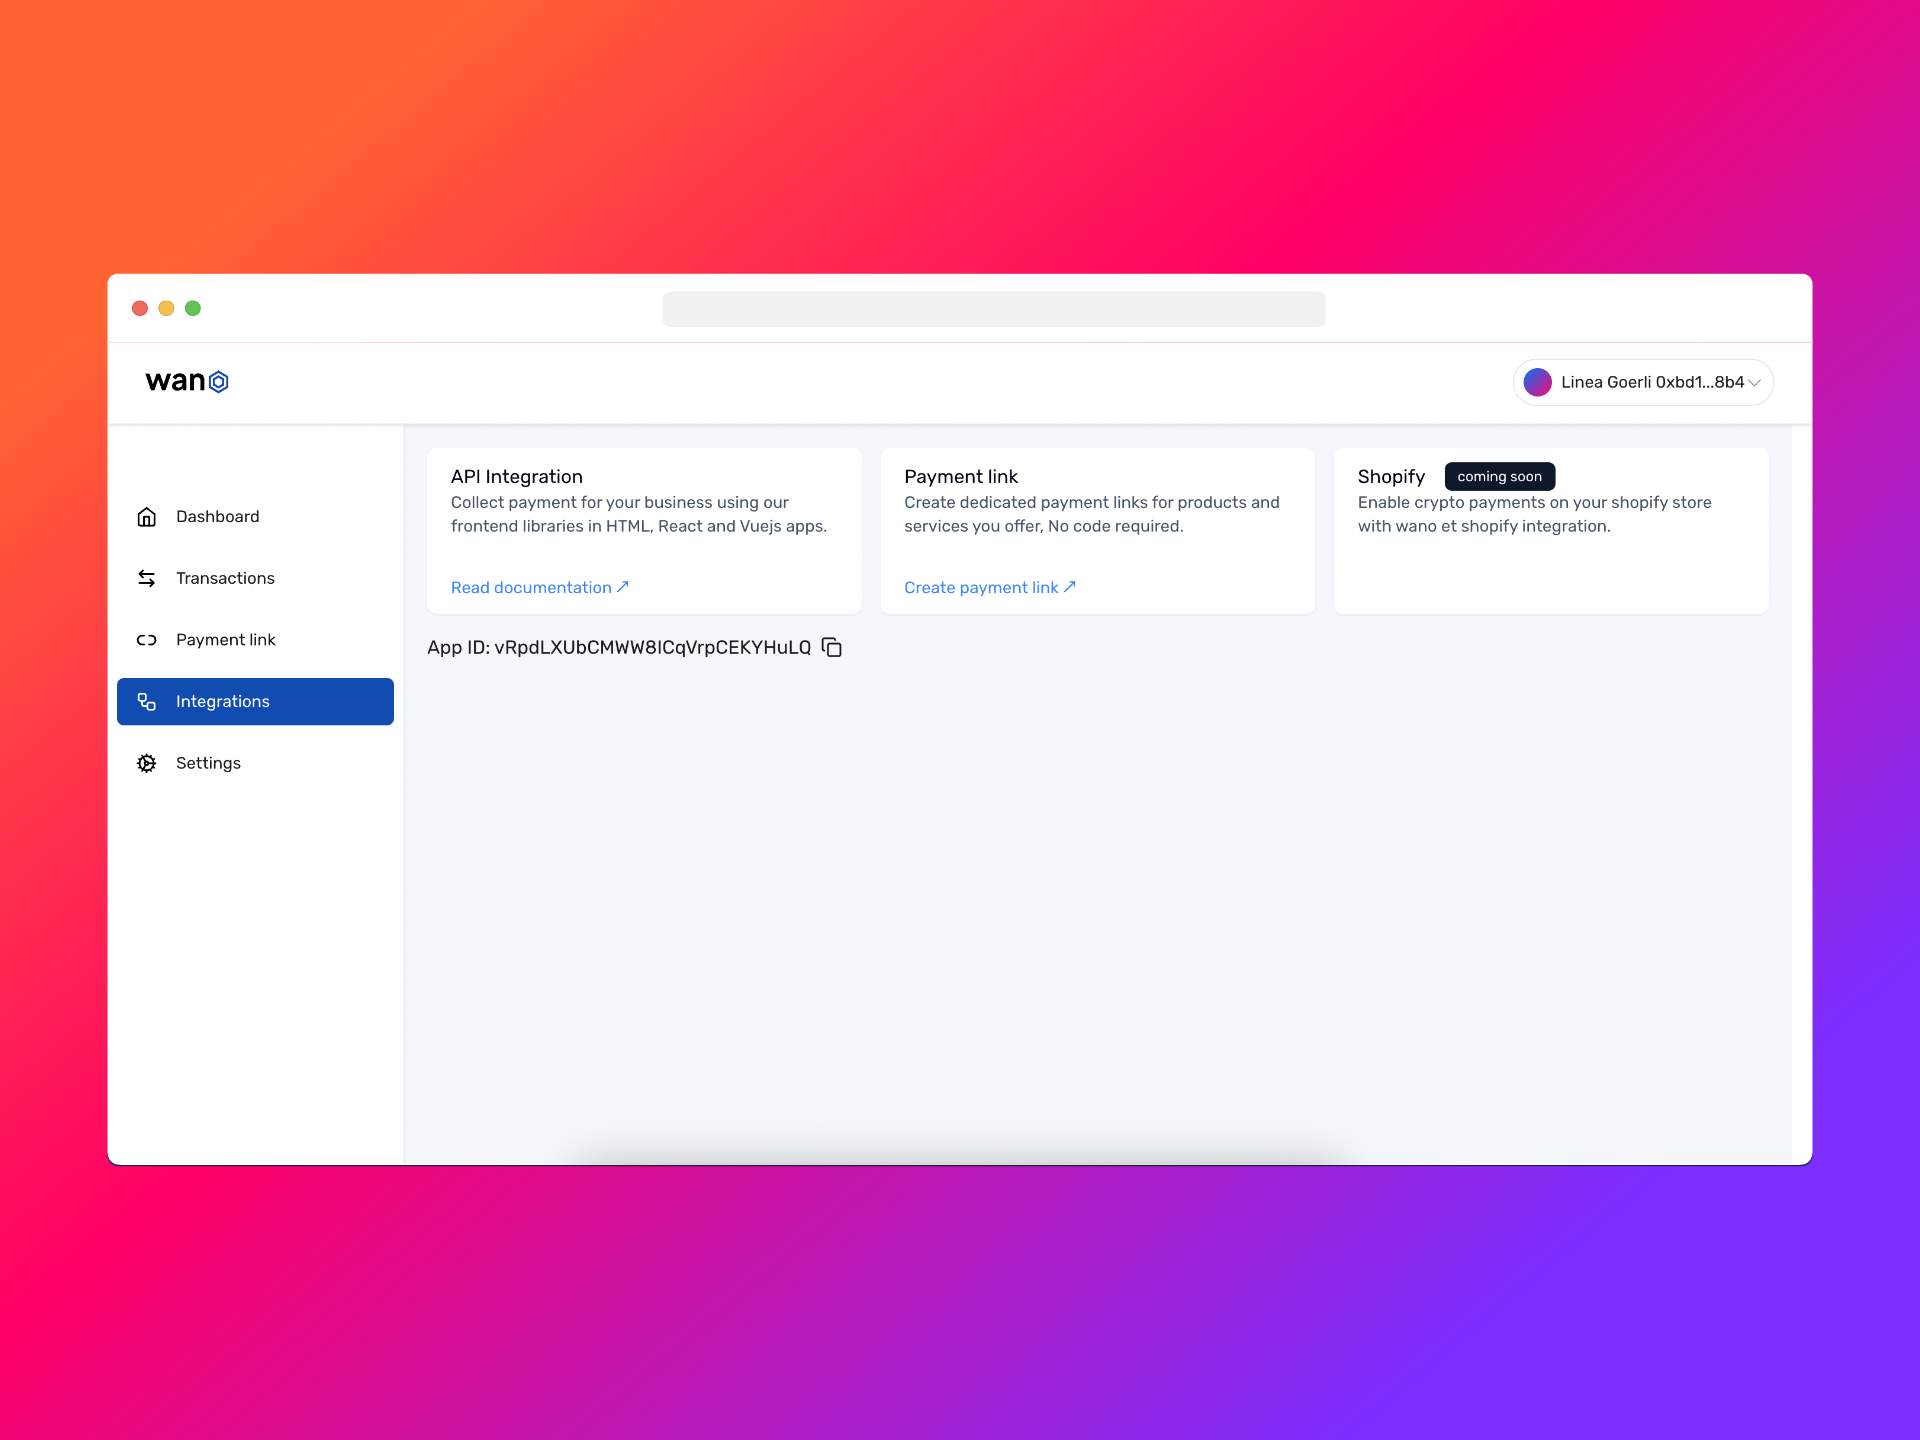 wano
Linea Goerli 0xbd1...8b4
Dashboard
Transactions
Payment link
Integrations
Settings
API Integration
Collect payment for your business using our
frontend libraries in HTML, React and Vuejs apps.
Read documentation
Payment link
Create dedicated payment links for products and
services you offer, No code required.
Create payment link
Shopify coming soon
Enable crypto payments on your shopify store
with wano et shopify integration.
App ID: vRpdLXUbCMWW8ICqVrpCEKYHuLQ